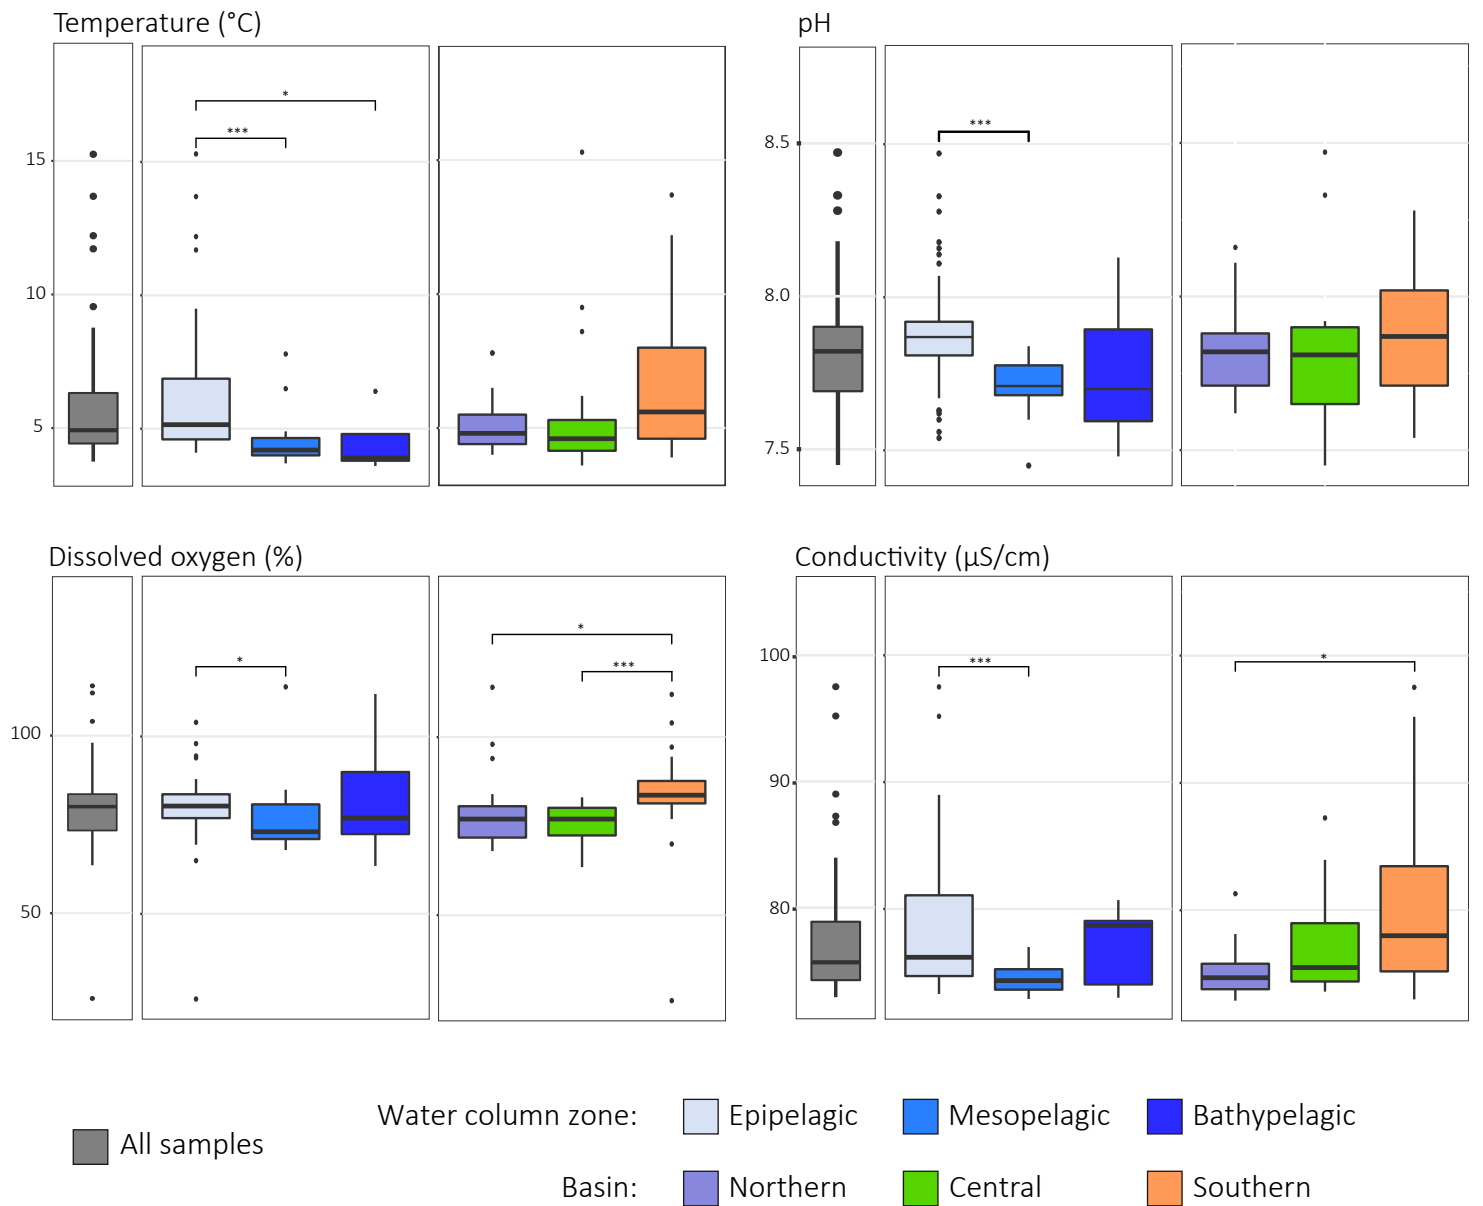 Temperature (°C)
pH
*
***
15
10
5
***
8.5
8.0
7.5
Dissolved oxygen (%)
Conductivity (µS/cm)
*
*
***
100
50
***
*
100
90
80
Water column zone: Epipelagic Mesopelagic Bathypelagic
All samples
Basin: Northern Central Southern